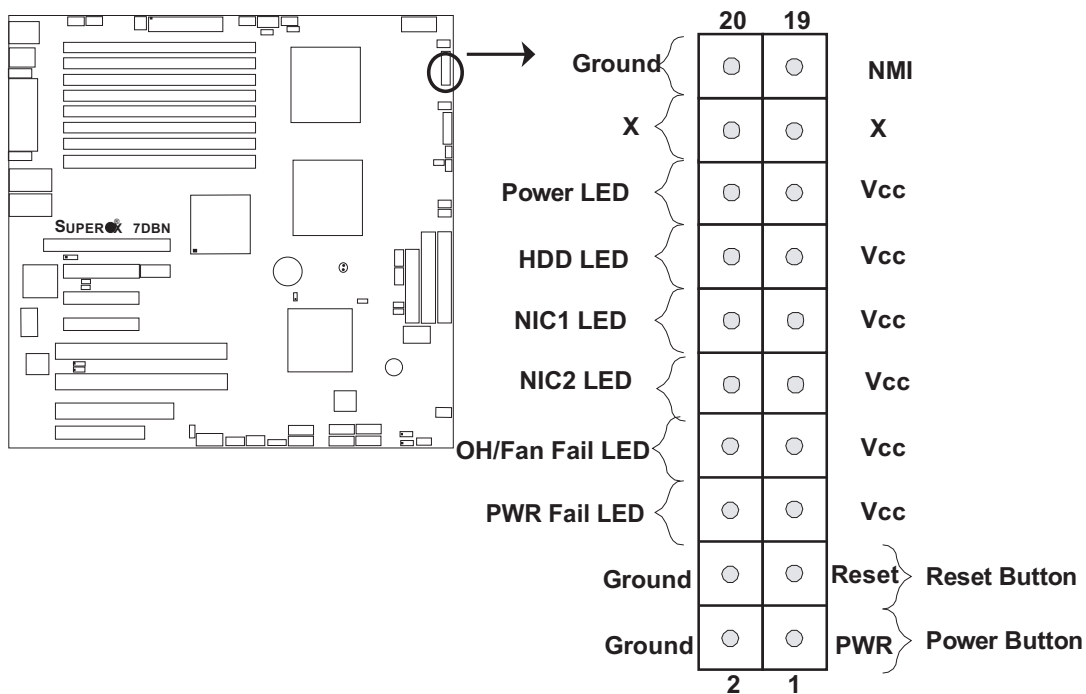 20 19
Ground NMI
X X
Power LED Vcc
HDD LED Vcc
NIC1 LED Vcc
NIC2 LED Vcc
OH/Fan Fail LED Vcc
PWR Fail LED Vcc
Ground Reset Reset Button
Ground PWR Power Button
2 1
SUPER X® 7DBN